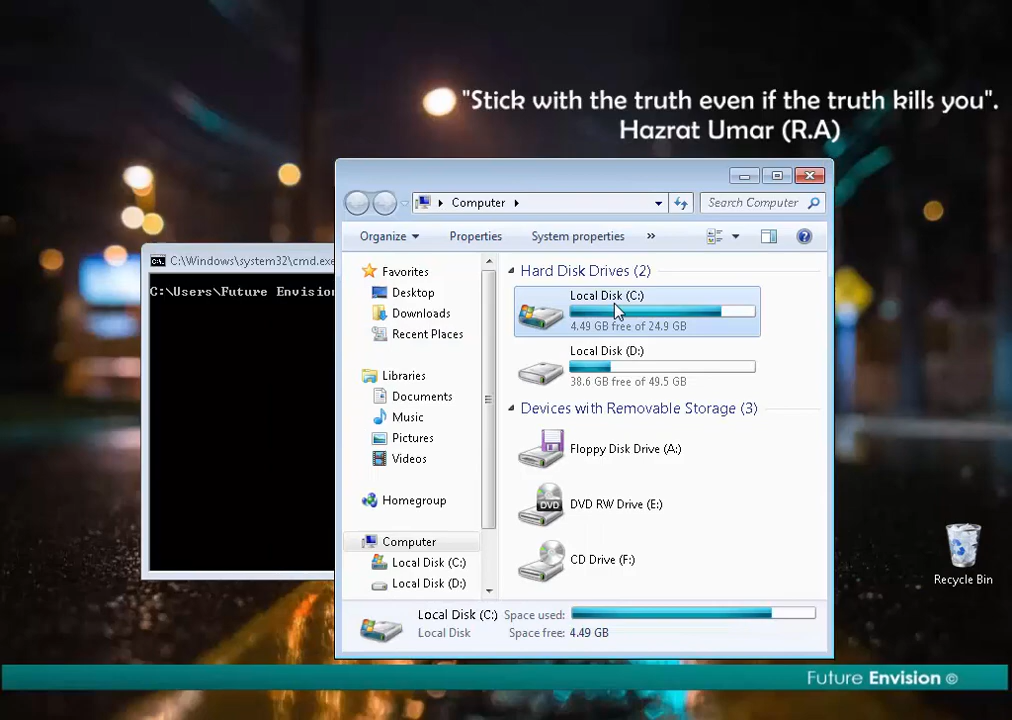 "Stick with the truth even if the truth kills you".
Hazrat Umar (R.A)
Computer
Search Computer
Organize
Properties
System properties
»
C:\Windows\system32\cmd.exe
C:\Users\Future Envision
Favorites
Desktop
Downloads
Recent Places
Libraries
Documents
Music
Pictures
Videos
Homegroup
Computer
Local Disk (C:)
Local Disk (D:)
Hard Disk Drives (2)
Local Disk (C:)
4.49 GB free of 24.9 GB
Local Disk (D:)
38.6 GB free of 49.5 GB
Devices with Removable Storage (3)
Floppy Disk Drive (A:)
DVD
DVD RW Drive (E:)
CD Drive (F:)
Local Disk (C:) Space used:
Local Disk Space free: 4.49 GB
Recycle Bin
Future Envision ©